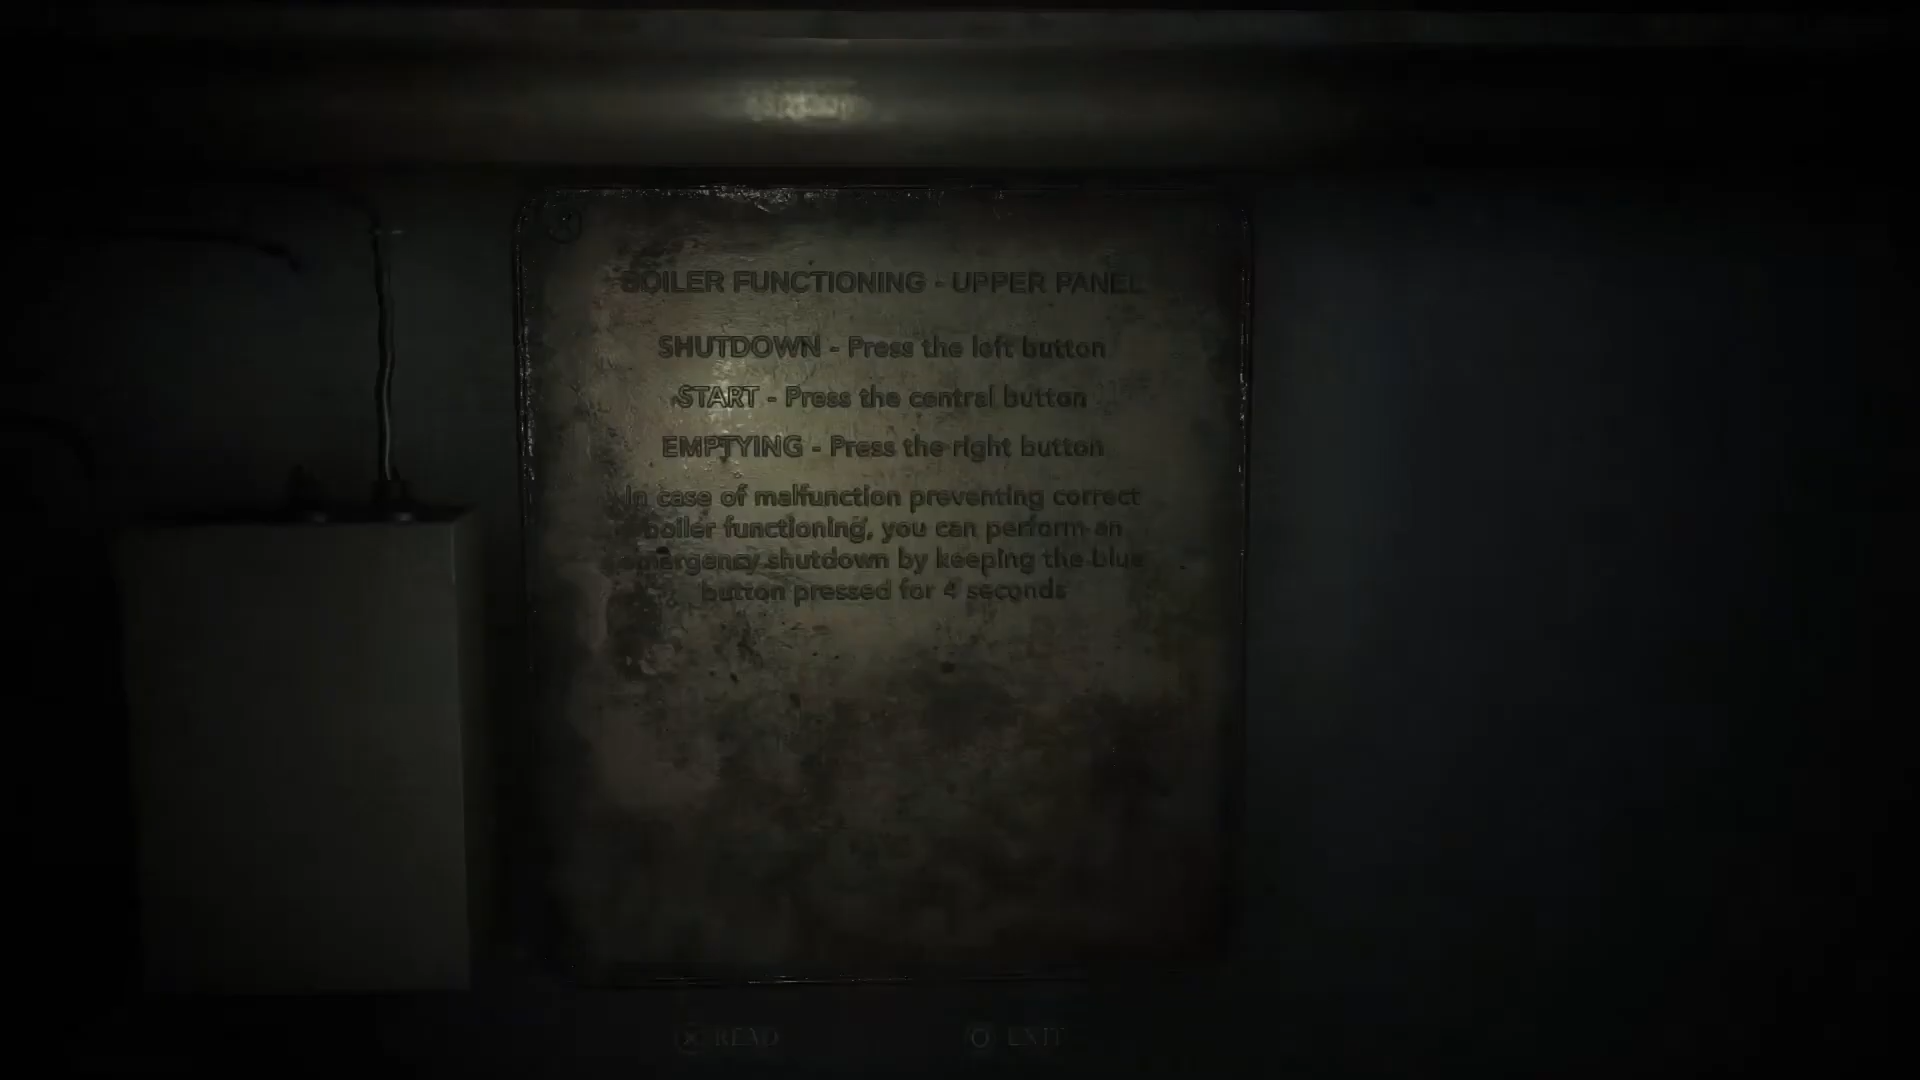 BOILER FUNCTIONING - UPPER PANEL
SHUTDOWN - Press the left button
START - Press the central button
EMPTYING - Press the right button
In case of malfunction preventing correct
boiler functioning, you can perform an
emergency shutdown by keeping the blue
button pressed for 4 seconds
READ
EXIT